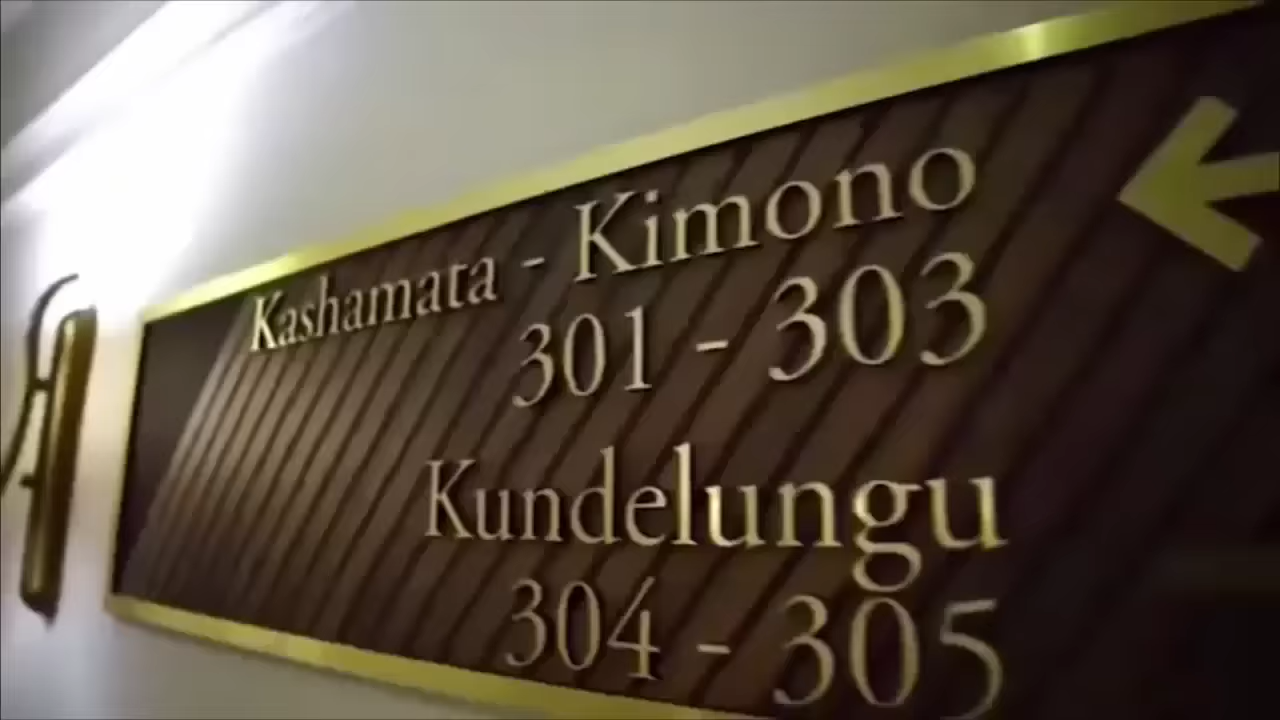 Kashamata - Kimono
301 - 303
Kundelungu
304 - 305